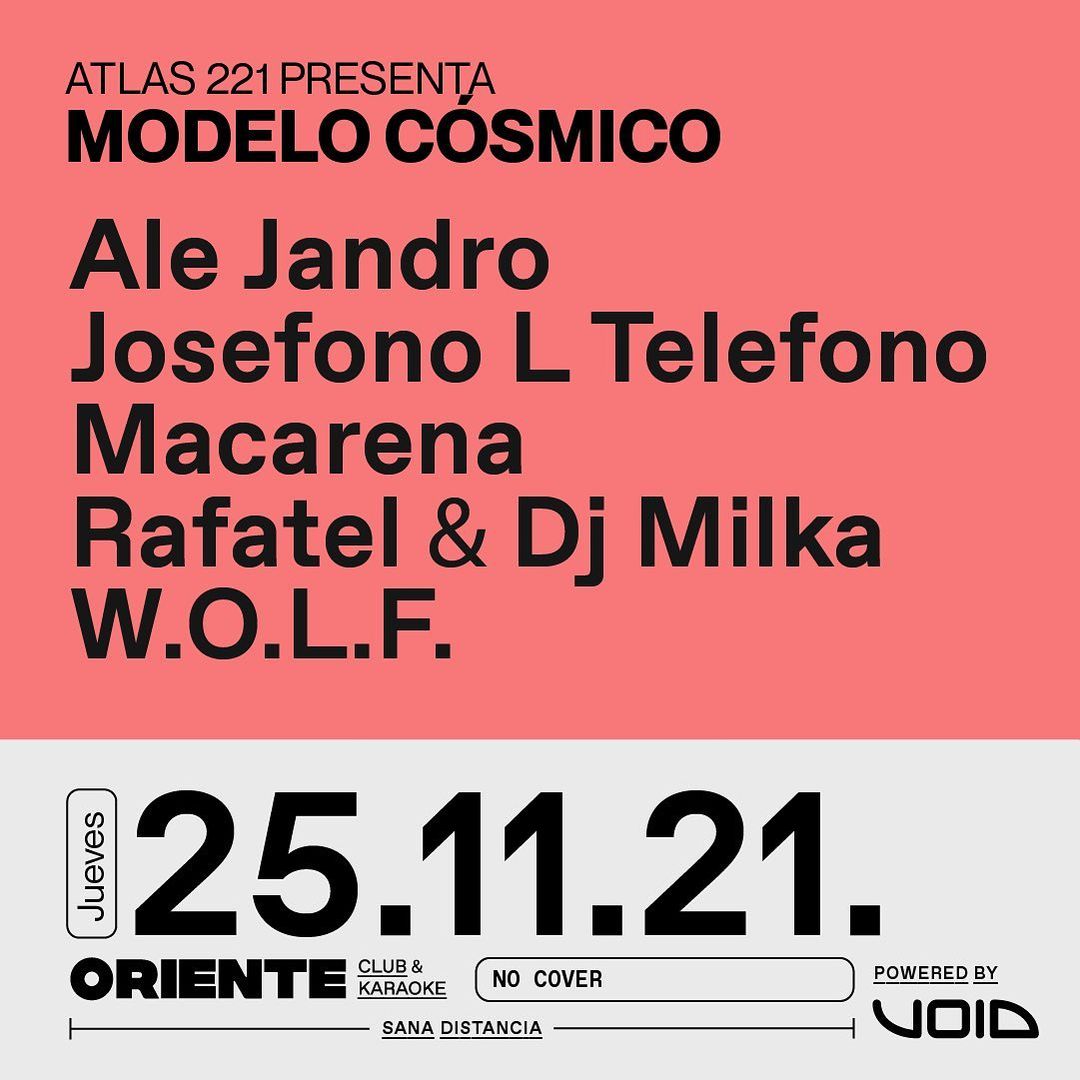 ATLAS 221 PRESENTA
MODELO CÓSMICO
Ale Jandro
Josefono L Telefono
Macarena
Rafatel & Dj Milka
W.O.L.F.
Jueves
25.11.21.
ORIENTE
CLUB &
KARAOKE
NO COVER
POWERED BY
VOID
SANA DISTANCIA